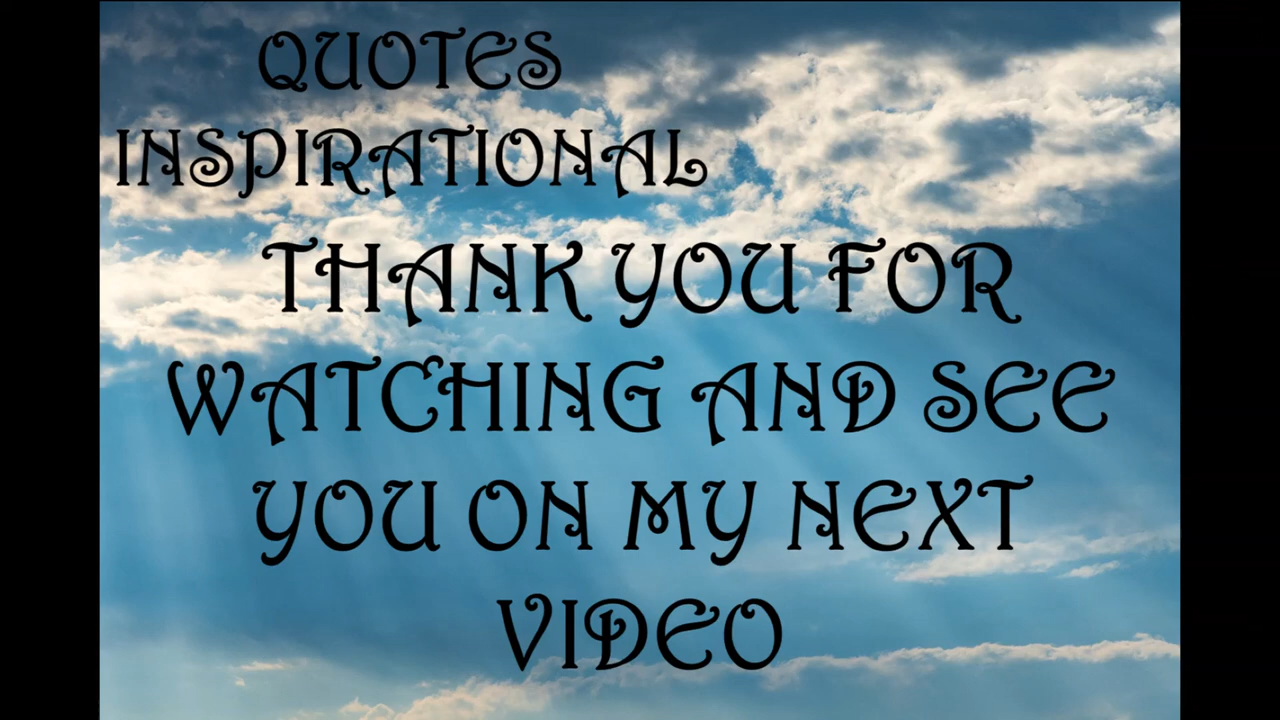 QUOTES
INSPIRATIONAL
THANK YOU FOR
WATCHING AND SEE
YOU ON MY NEXT
VIDEO